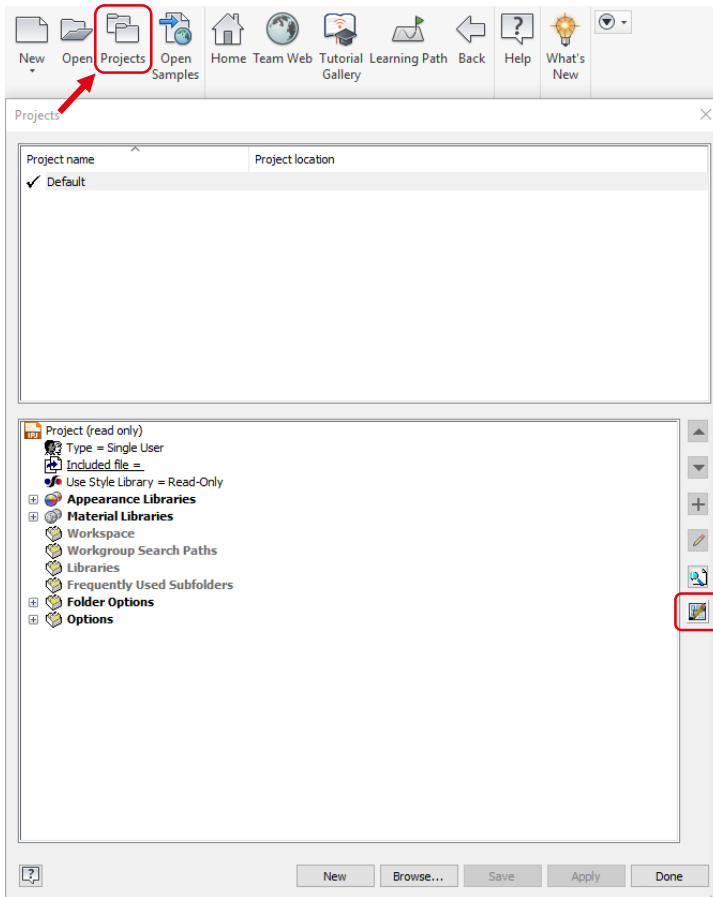 New Open Projects Open Samples Home Team Web Tutorial Gallery Learning Path Back Help What's New
Projects
Project name Project location
Default
IPJ Project (read only)
Type = Single User
Included file =
Use Style Library = Read-Only
Appearance Libraries
Material Libraries
Workspace
Workgroup Search Paths
Libraries
Frequently Used Subfolders
Folder Options
Options
New Browse... Save Apply Done